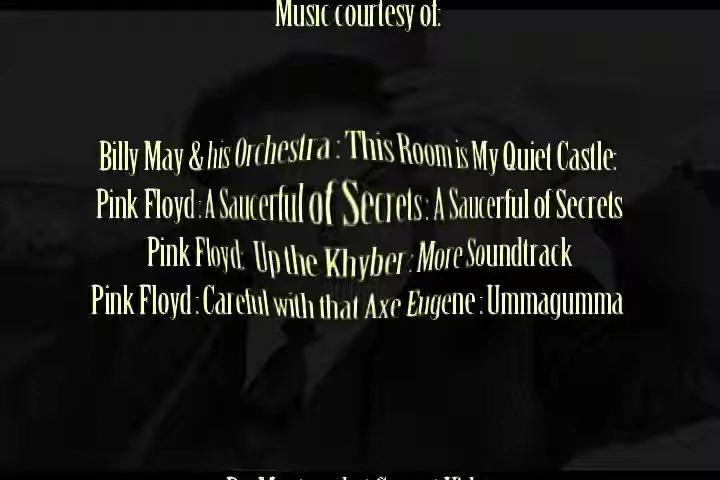 Music courtesy of:
Billy May & his Orchestra : This Room is My Quiet Castle:
Pink Floyd : A Saucerful of Secrets : A Saucerful of Secrets
Pink Floyd: Up the Khyber : More Soundtrack
Pink Floyd : Careful with that Axe Eugene : Ummagumma